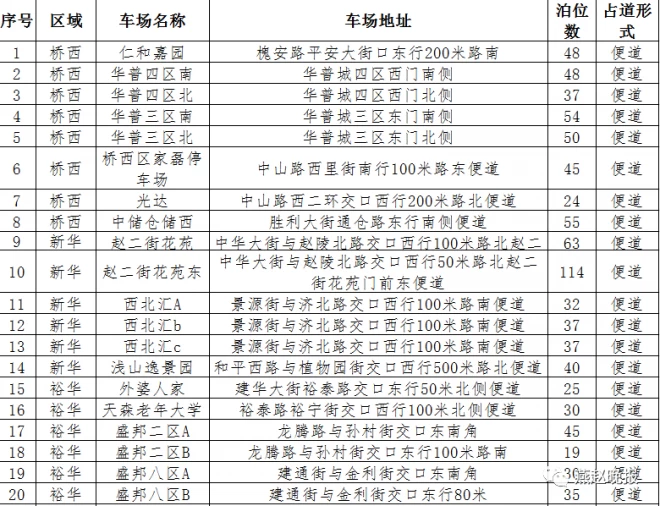 序号 区域 车场名称 车场地址 泊位数 占道形式
1 桥西 仁和嘉园 槐安路平安大街口东行200米路南 48 便道
2 桥西 华普四区南 华普城四区西门南侧 48 便道
3 桥西 华普四区北 华普城四区西门北侧 37 便道
4 桥西 华普三区南 华普城三区东门南侧 54 便道
5 桥西 华普三区北 华普城三区东门北侧 50 便道
6 桥西 桥西区家磊停车场 中山路西里街南行100米路东便道 45 便道
7 桥西 光达 中山路西二环交口西行200米路北便道 24 便道
8 桥西 中储仓储西 胜利大街通仓路东行南侧便道 55 便道
9 新华 赵二街花苑 中华大街与赵陵北路交口西行100米路北赵二 63 便道
10 新华 赵二街花苑东 中华大街与赵陵北路交口西行50米路北赵二街花苑门前东便道 114 便道
11 新华 西北汇A 景源街与济北路交口西行100米路南便道 32 便道
12 新华 西北汇b 景源街与济北路交口西行100米路南便道 37 便道
13 新华 西北汇c 景源街与济北路交口西行100米路南便道 37 便道
14 新华 浅山逸景园 和平西路与植物园街交口西行500米路北便道 40 便道
15 裕华 外婆人家 建华大街裕泰路交口东行50米北侧便道 25 便道
16 裕华 天森老年大学 裕泰路裕宁街交口西行100米北侧便道 30 便道
17 裕华 盛邦二区A 龙腾路与孙村街交口东南角 45 便道
18 裕华 盛邦二区B 龙腾路与孙村街交口东行100米路南 19 便道
19 裕华 盛邦八区A 建通街与金利街交口东南角 30 便道
20 裕华 盛邦八区B 建通街与金利街交口东行80米 35 便道
燕赵晚报